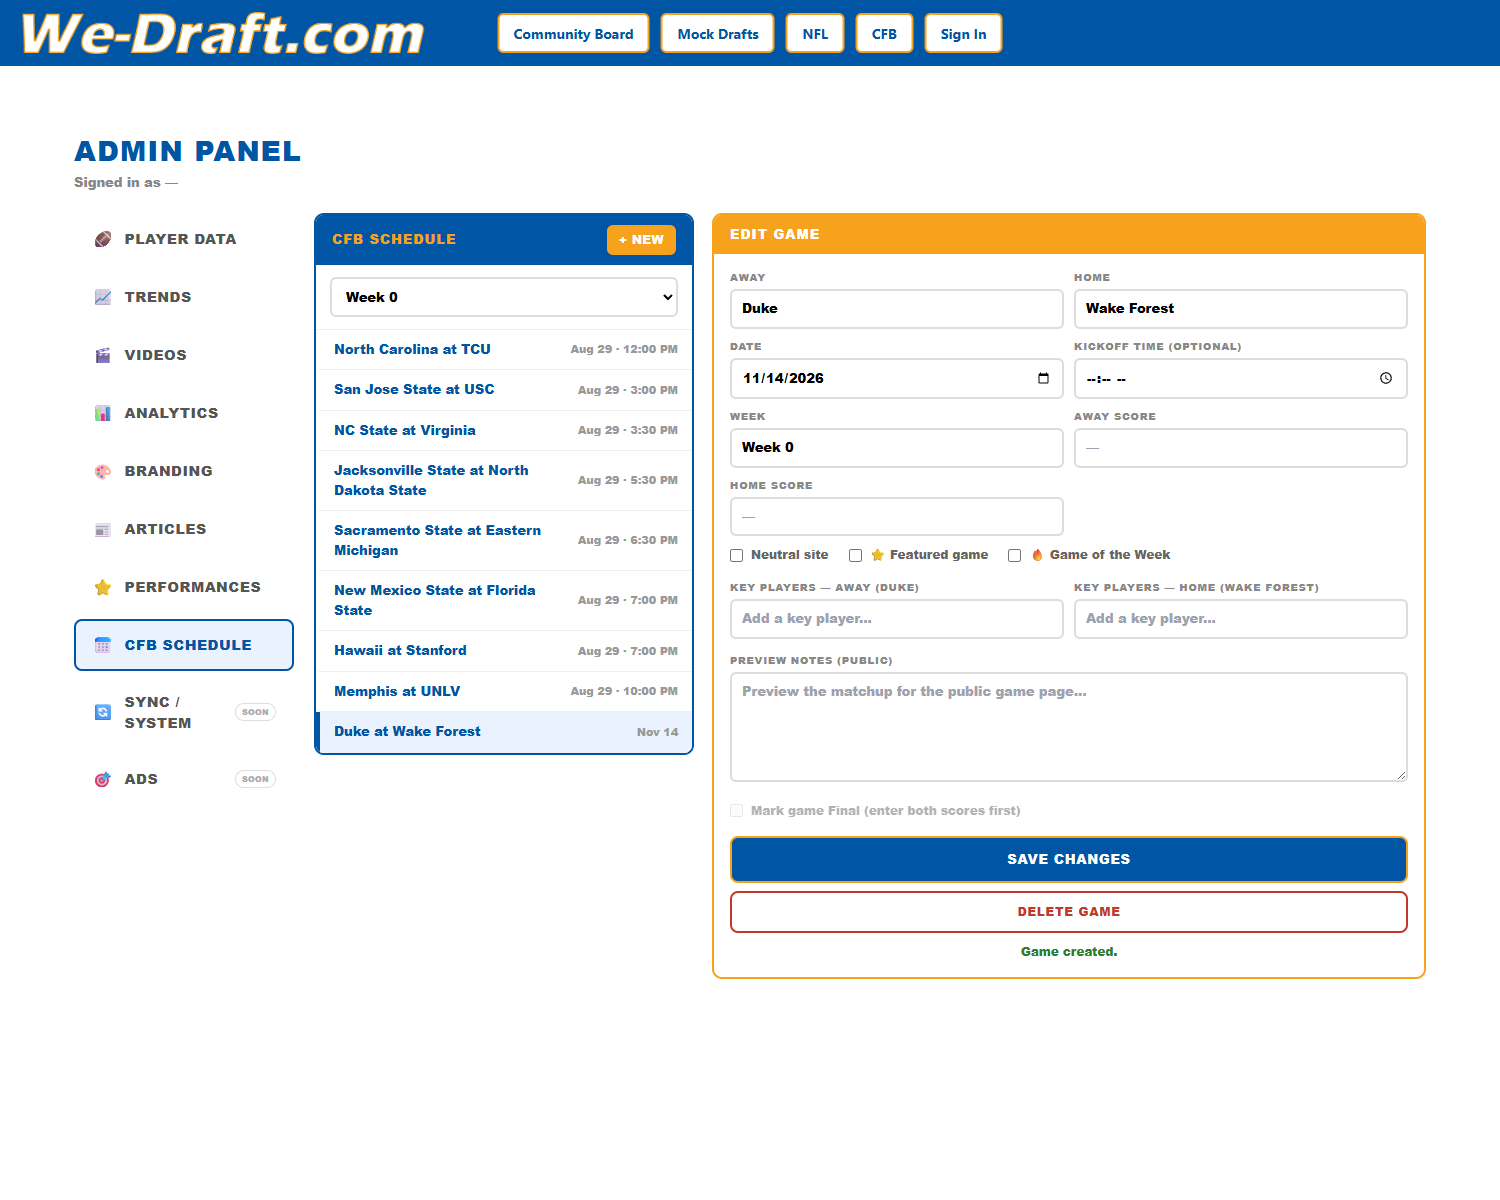 We-Draft.com
Community Board
Mock Drafts
NFL
CFB
Sign In
ADMIN PANEL
Signed in as —
PLAYER DATA
TRENDS
VIDEOS
ANALYTICS
BRANDING
ARTICLES
PERFORMANCES
CFB SCHEDULE
SYNC /
SYSTEM
SOON
ADS
SOON
CFB SCHEDULE
+ NEW
Week 0
North Carolina at TCU
Aug 29 · 12:00 PM
San Jose State at USC
Aug 29 · 3:00 PM
NC State at Virginia
Aug 29 · 3:30 PM
Jacksonville State at North
Dakota State
Aug 29 · 5:30 PM
Sacramento State at Eastern
Michigan
Aug 29 · 6:30 PM
New Mexico State at Florida
State
Aug 29 · 7:00 PM
Hawaii at Stanford
Aug 29 · 7:00 PM
Memphis at UNLV
Aug 29 · 10:00 PM
Duke at Wake Forest
Nov 14
EDIT GAME
AWAY
HOME
Duke
Wake Forest
DATE
KICKOFF TIME (OPTIONAL)
11/14/2026
--:-- --
WEEK
AWAY SCORE
Week 0
—
HOME SCORE
—
Neutral site
Featured game
Game of the Week
KEY PLAYERS — AWAY (DUKE)
KEY PLAYERS — HOME (WAKE FOREST)
Add a key player...
Add a key player...
PREVIEW NOTES (PUBLIC)
Preview the matchup for the public game page...
Mark game Final (enter both scores first)
SAVE CHANGES
DELETE GAME
Game created.